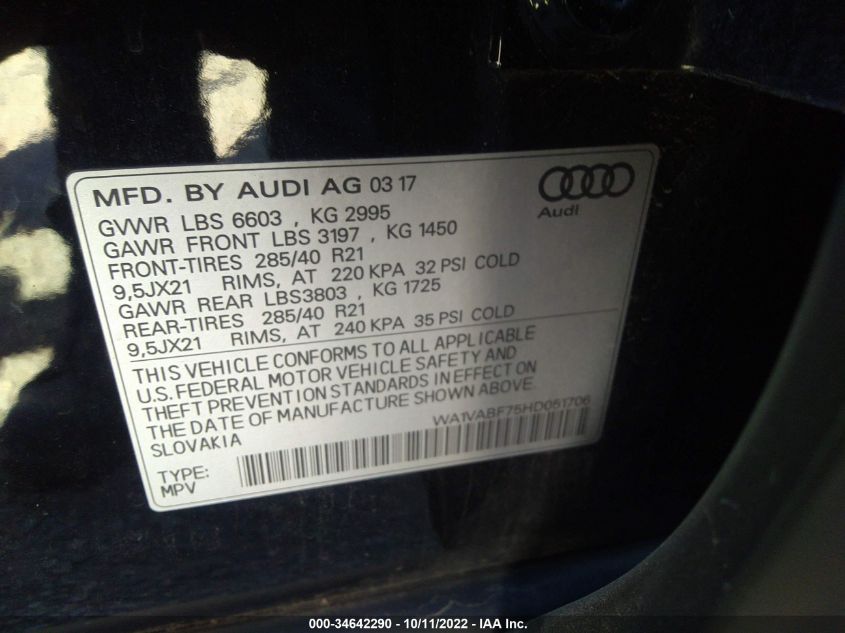 MFD. BY AUDI AG 03 17
Audi
GVWR LBS 6603 , KG 2995
GAWR FRONT LBS 3197 , KG 1450
FRONT-TIRES 285/40 R21
9,5JX21 RIMS, AT 220 KPA 32 PSI COLD
GAWR REAR LBS3803 , KG 1725
REAR-TIRES 285/40 R21
9,5JX21 RIMS, AT 240 KPA 35 PSI COLD
THIS VEHICLE CONFORMS TO ALL APPLICABLE
U.S. FEDERAL MOTOR VEHICLE SAFETY AND
THEFT PREVENTION STANDARDS IN EFFECT ON
THE DATE OF MANUFACTURE SHOWN ABOVE.
SLOVAKIA
WA1VABF75HD051706
TYPE:
MPV
000-34642290 - 10/11/2022 - IAA Inc.